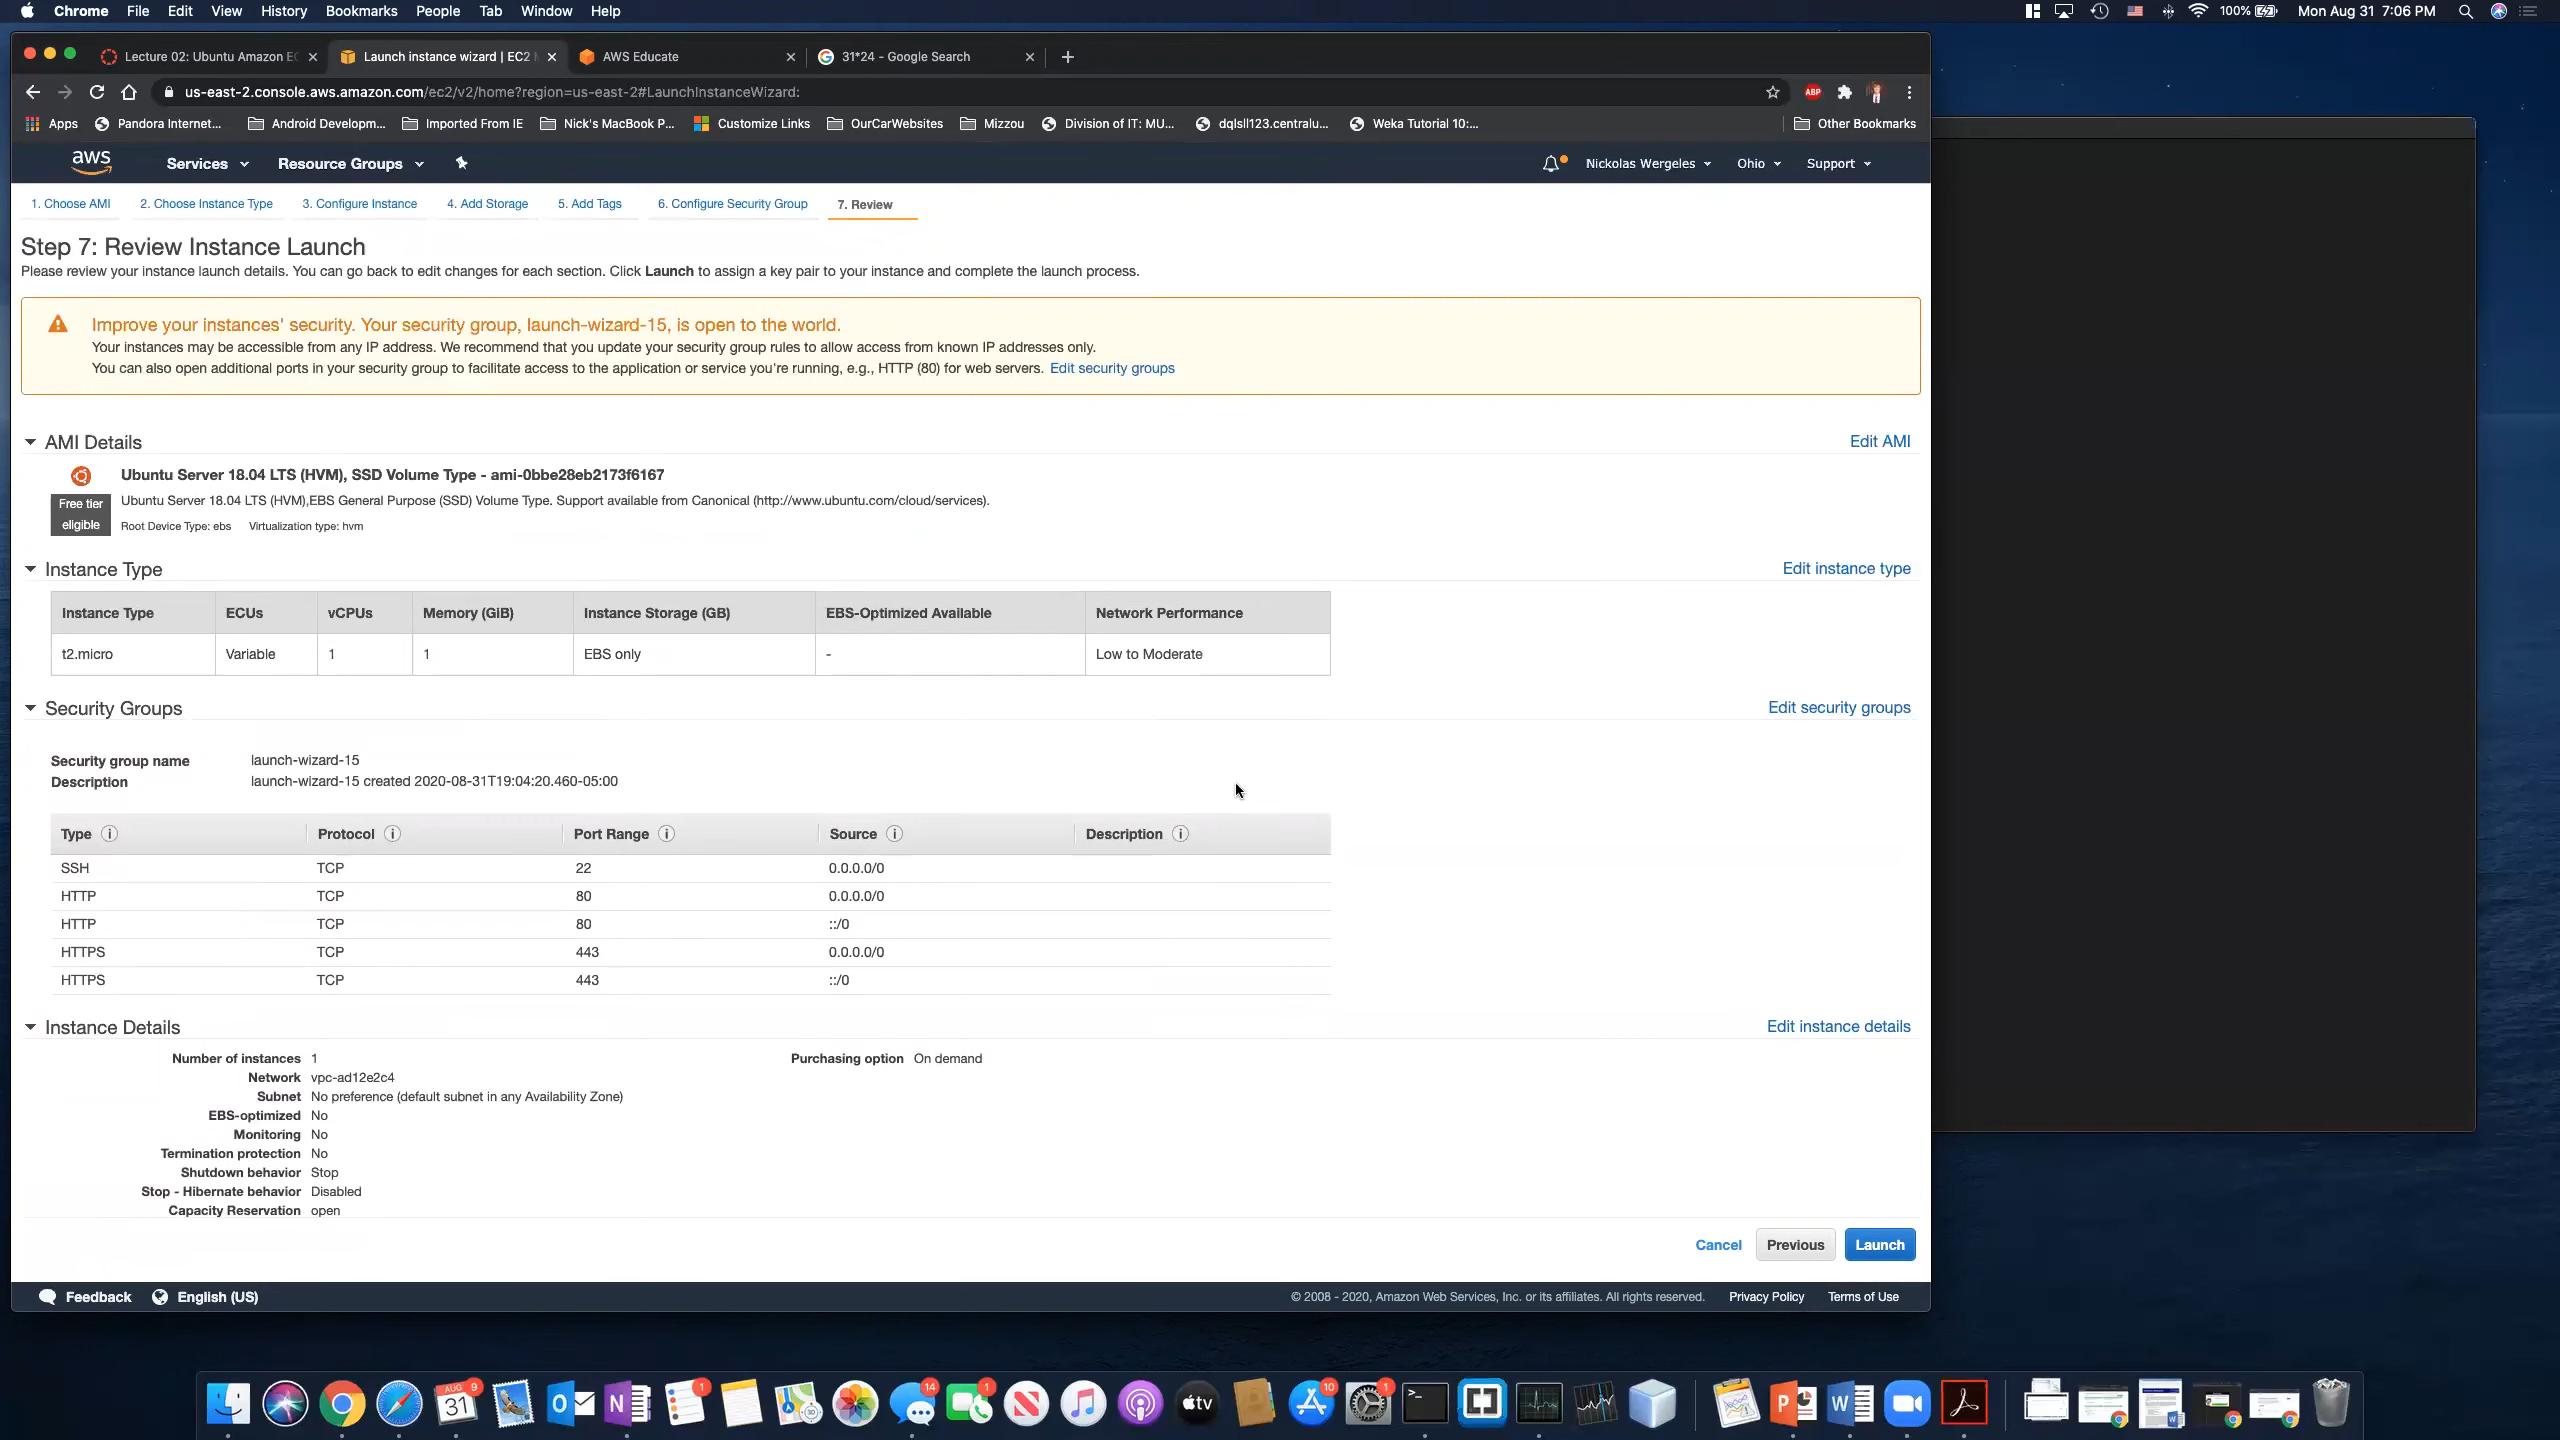 Chrome File Edit View History Bookmarks People Tab Window Help
100% Mon Aug 31 7:06 PM
Lecture 02: Ubuntu Amazon EC
Launch instance wizard | EC2 M
AWS Educate
31*24 - Google Search
us-east-2.console.aws.amazon.com/ec2/v2/home?region=us-east-2#LaunchInstanceWizard:
ABP
Apps Pandora Internet... Android Developm... Imported From IE Nick's MacBook P... Customize Links OurCarWebsites Mizzou Division of IT: MU... dqlsll123.centralu... Weka Tutorial 10:... Other Bookmarks
aws Services Resource Groups Nickolas Wergeles Ohio Support
1. Choose AMI 2. Choose Instance Type 3. Configure Instance 4. Add Storage 5. Add Tags 6. Configure Security Group 7. Review
Step 7: Review Instance Launch
Please review your instance launch details. You can go back to edit changes for each section. Click Launch to assign a key pair to your instance and complete the launch process.
Improve your instances' security. Your security group, launch-wizard-15, is open to the world.
Your instances may be accessible from any IP address. We recommend that you update your security group rules to allow access from known IP addresses only.
You can also open additional ports in your security group to facilitate access to the application or service you're running, e.g., HTTP (80) for web servers. Edit security groups
AMI Details Edit AMI
Ubuntu Server 18.04 LTS (HVM), SSD Volume Type - ami-0bbe28eb2173f6167
Free tier eligible
Ubuntu Server 18.04 LTS (HVM),EBS General Purpose (SSD) Volume Type. Support available from Canonical (http://www.ubuntu.com/cloud/services).
Root Device Type: ebs Virtualization type: hvm
Instance Type Edit instance type
Instance Type ECUs vCPUs Memory (GiB) Instance Storage (GB) EBS-Optimized Available Network Performance
t2.micro Variable 1 1 EBS only - Low to Moderate
Security Groups Edit security groups
Security group name launch-wizard-15
Description launch-wizard-15 created 2020-08-31T19:04:20.460-05:00
Type Protocol Port Range Source Description
SSH TCP 22 0.0.0.0/0
HTTP TCP 80 0.0.0.0/0
HTTP TCP 80 ::/0
HTTPS TCP 443 0.0.0.0/0
HTTPS TCP 443 ::/0
Instance Details Edit instance details
Number of instances 1 Purchasing option On demand
Network vpc-ad12e2c4
Subnet No preference (default subnet in any Availability Zone)
EBS-optimized No
Monitoring No
Termination protection No
Shutdown behavior Stop
Stop - Hibernate behavior Disabled
Capacity Reservation open
Cancel Previous Launch
Feedback English (US) © 2008 - 2020, Amazon Web Services, Inc. or its affiliates. All rights reserved. Privacy Policy Terms of Use
AUG 31 9 1 14 1 tv 10 1